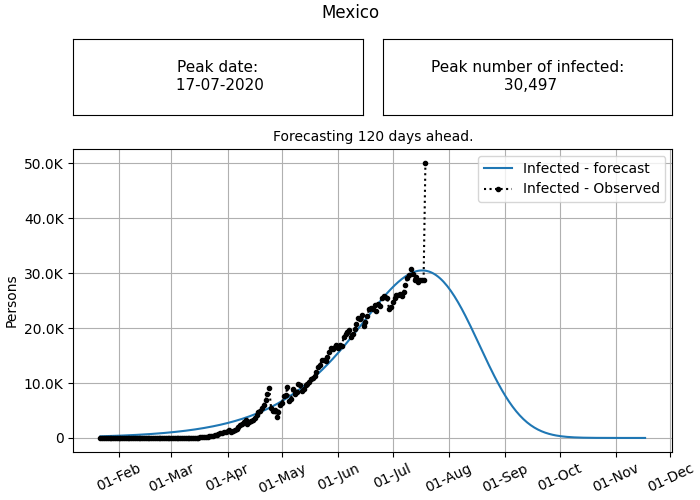 Mexico
Peak date:
17-07-2020
Peak number of infected:
30,497
Forecasting 120 days ahead.
50.0K
40.0K
30.0K
20.0K
10.0K
0
Persons
Infected - forecast
Infected - Observed
01-Feb
01-Mar
01-Apr
01-May
01-Jun
01-Jul
01-Aug
01-Sep
01-Oct
01-Nov
01-Dec